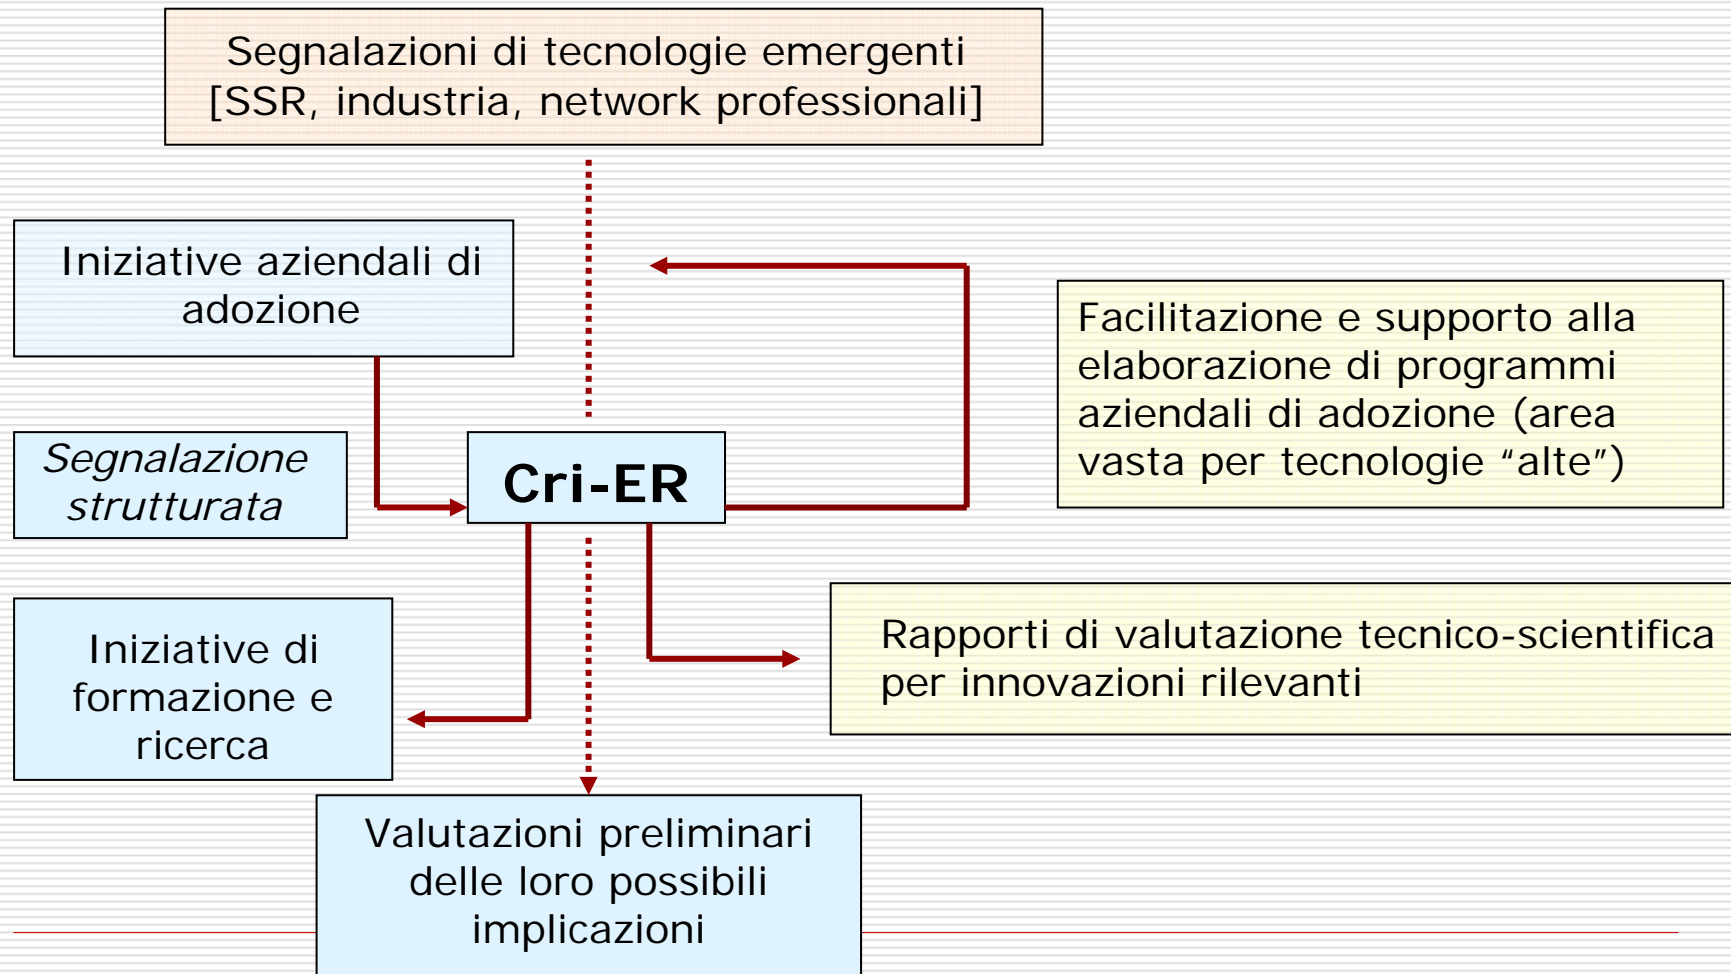 Segnalazioni di tecnologie emergenti
[SSR, industria, network professionali]
Iniziative aziendali di
adozione
Facilitazione e supporto alla
elaborazione di programmi
aziendali di adozione (area
vasta per tecnologie “alte”)
Segnalazione
strutturata
Cri-ER
Iniziative di
formazione e
ricerca
Rapporti di valutazione tecnico-scientifica
per innovazioni rilevanti
Valutazioni preliminari
delle loro possibili
implicazioni